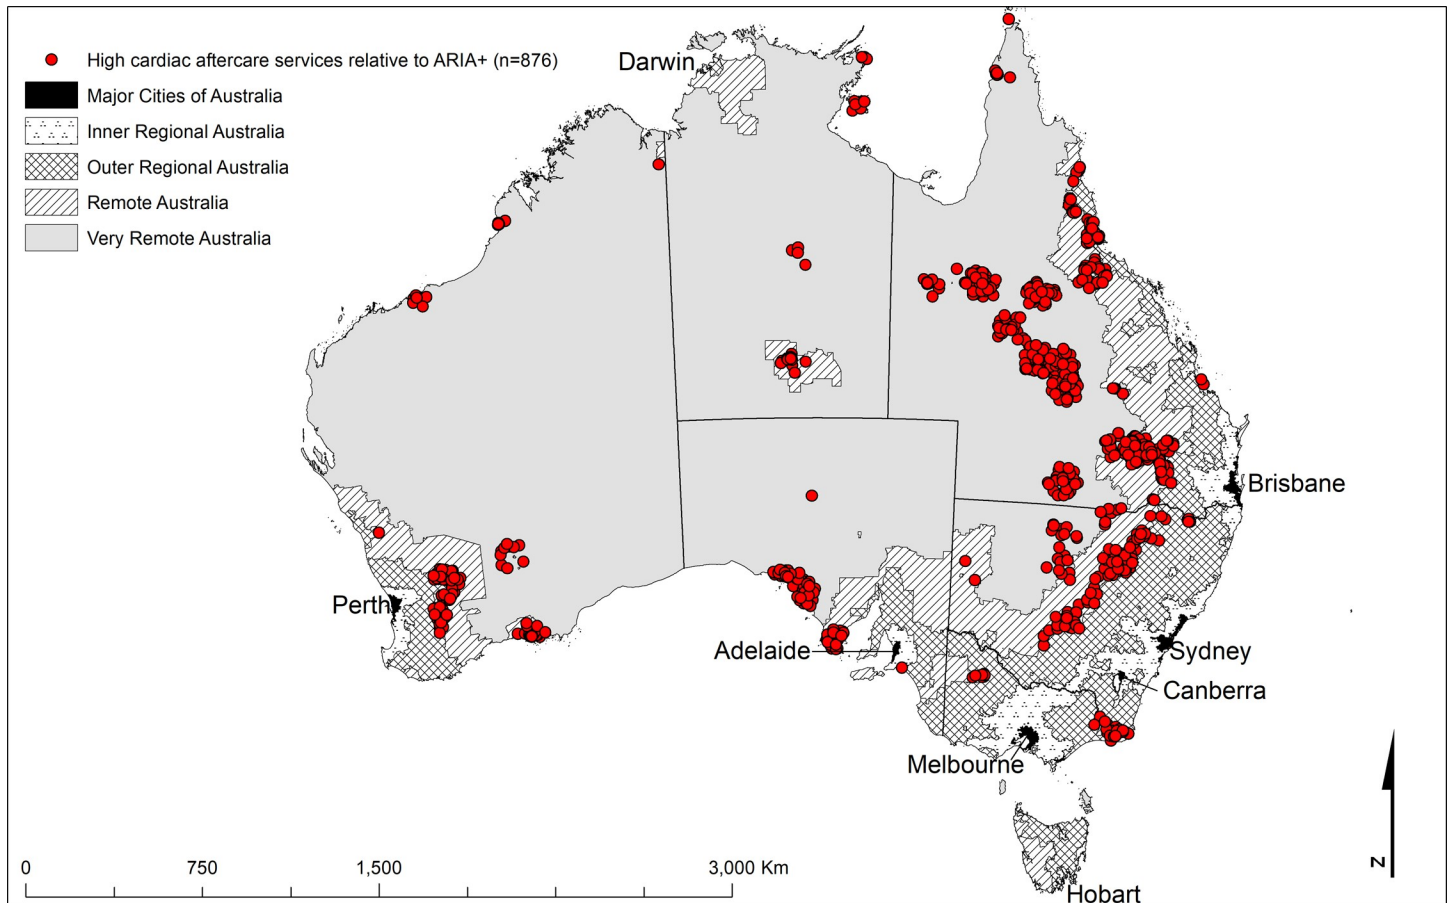 High cardiac aftercare services relative to ARIA+ (n=876)
Major Cities of Australia
Inner Regional Australia
Outer Regional Australia
Remote Australia
Very Remote Australia
Darwin
Brisbane
Perth
Adelaide
Sydney
Canberra
Melbourne
Hobart
0 750 1,500 3,000 Km
N